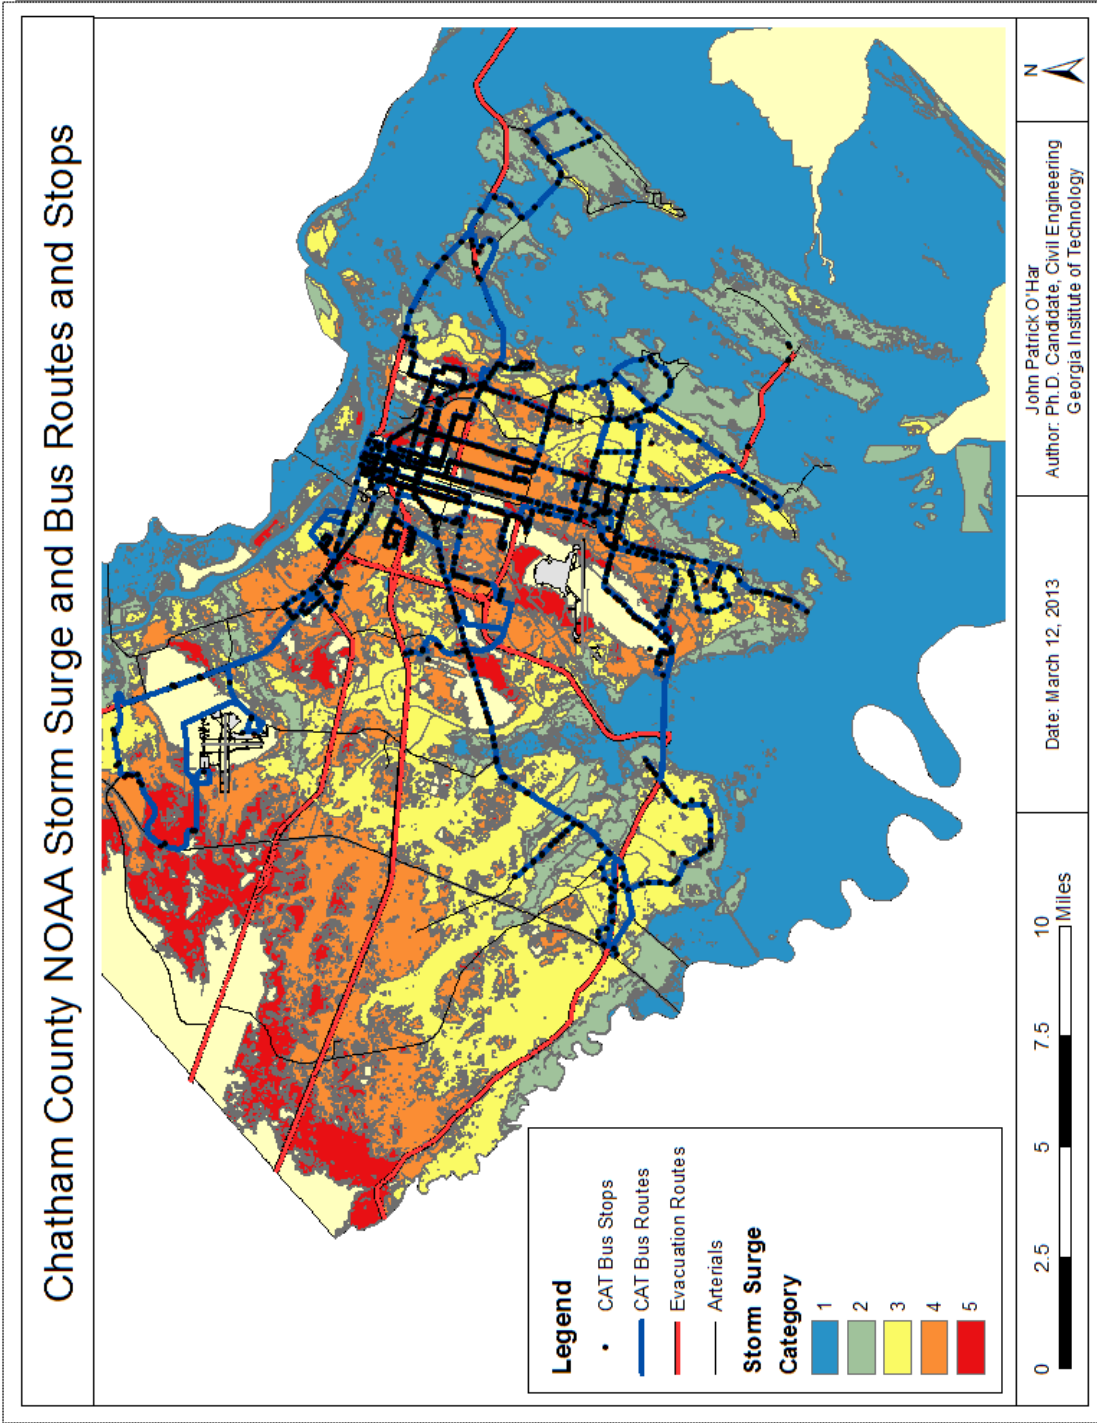 Chatham County NOAA Storm Surge and Bus Routes and Stops
Legend
CAT Bus Stops
CAT Bus Routes
Evacuation Routes
Arterials
Storm Surge
Category
1
2
3
4
5
0 2.5 5 7.5 10
Miles
Date: March 12, 2013
John Patrick O'Har
Author: Ph.D. Candidate, Civil Engineering
Georgia Institute of Technology
N